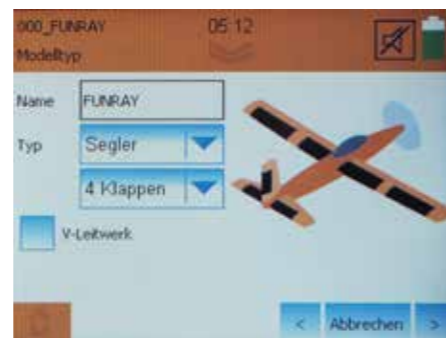 000_FUNRAY 05:12
Modelltyp
Name FUNRAY
Typ Segler
4 Klappen
V-Leitwerk
< Abbrechen >